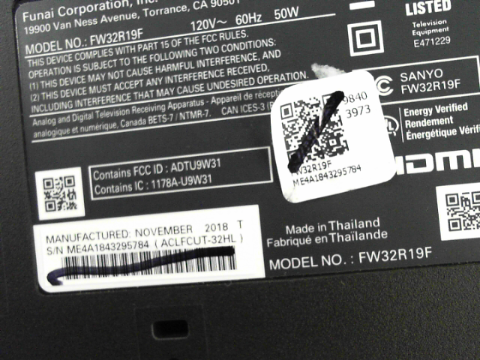 Funai Corporation, Inc.
19900 Van Ness Avenue, Torrance, CA 90501
MODEL NO.: FW32R19F 120V~ 60Hz 50W
THIS DEVICE COMPLIES WITH PART 15 OF THE FCC RULES.
OPERATION IS SUBJECT TO THE FOLLOWING TWO CONDITIONS:
(1) THIS DEVICE MAY NOT CAUSE HARMFUL INTERFERENCE, AND
(2) THIS DEVICE MUST ACCEPT ANY INTERFERENCE RECEIVED,
INCLUDING INTERFERENCE THAT MAY CAUSE UNDESIRED OPERATION.
Analog and Digital Television Receiving Apparatus - Appareil de
analogique et numérique, Canada BETS-7 / NTMR-7. CAN ICES-3
LISTED
Television
Equipment
E471229
SANYO
FW32R19F
Energy Verified
Rendement
Énergétique Vérifié
HDMI
9840
3973
FW32R19F
ME4A1843295784
Contains FCC ID : ADTU9W31
Contains IC : 1178A-U9W31
MANUFACTURED: NOVEMBER 2018 T
S/N ME4A1843295784 ( ACLFCUT-32HL )
Made in Thailand
Fabriqué en Thaïlande
MODEL NO. : FW32R19F